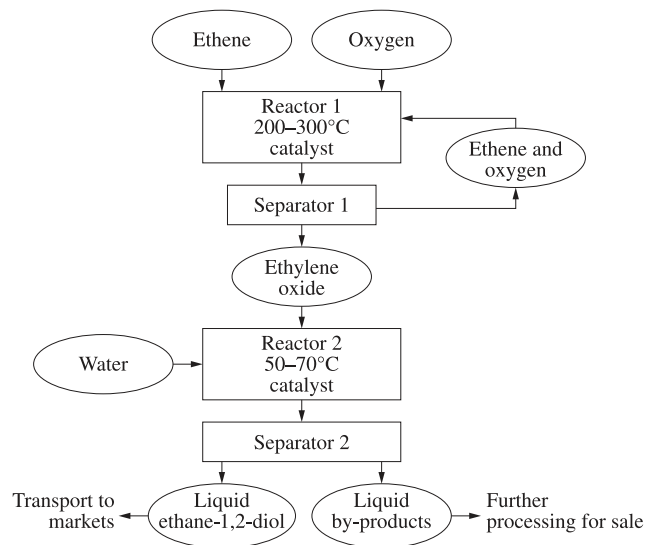 Ethene
Oxygen
Reactor 1
200–300°C
catalyst
Ethene and
oxygen
Separator 1
Ethylene
oxide
Reactor 2
50–70°C
catalyst
Water
Separator 2
Transport to
markets
Liquid
ethane-1,2-diol
Liquid
by-products
Further
processing for sale